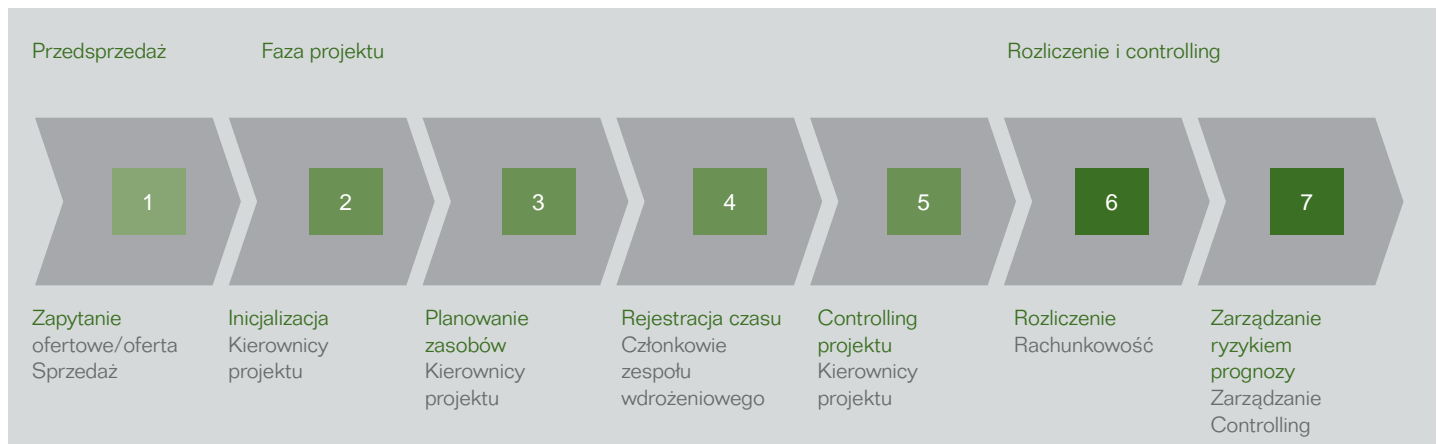 Przedsprzedaż
Faza projektu
Rozliczenie i controlling
1
2
3
4
5
6
7
Zapytanie
ofertowe/oferta
Sprzedaż
Inicjalizacja
Kierownicy
projektu
Planowanie
zasobów
Kierownicy
projektu
Rejestracja czasu
Członkowie
zespołu
wdrożeniowego
Controlling
projektu
Kierownicy
projektu
Rozliczenie
Rachunkowość
Zarządzanie
ryzykiem
prognozy
Zarządzanie
Controlling